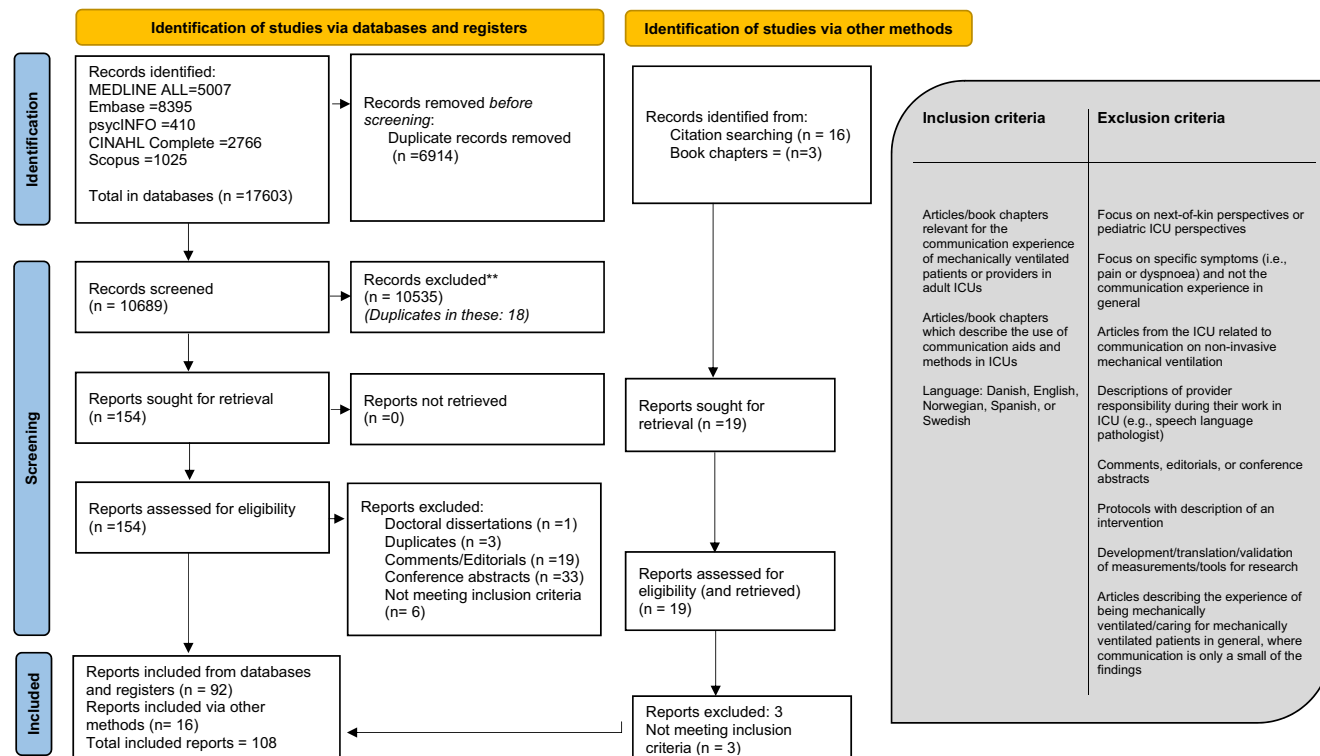 Identification of studies via databases and registers
Identification of studies via other methods
Identification
Records identified:
MEDLINE ALL=5007
Embase =8395
psycINFO =410
CINAHL Complete =2766
Scopus =1025
Total in databases (n =17603)
Records removed before
screening:
Duplicate records removed
(n =6914)
Records identified from:
Citation searching (n = 16)
Book chapters = (n=3)
Screening
Records screened
(n = 10689)
Records excluded**
(n = 10535)
(Duplicates in these: 18)
Reports sought for retrieval
(n =154)
Reports not retrieved
(n =0)
Reports sought for
retrieval (n =19)
Reports assessed for eligibility
(n =154)
Reports excluded:
Doctoral dissertations (n =1)
Duplicates (n =3)
Comments/Editorials (n =19)
Conference abstracts (n =33)
Not meeting inclusion criteria
(n= 6)
Reports assessed for
eligibility (and retrieved)
(n = 19)
Included
Reports included from databases
and registers (n = 92)
Reports included via other
methods (n= 16)
Total included reports = 108
Reports excluded: 3
Not meeting inclusion
criteria (n = 3)
Inclusion criteria
Articles/book chapters
relevant for the
communication experience
of mechanically ventilated
patients or providers in
adult ICUs
Articles/book chapters
which describe the use of
communication aids and
methods in ICUs
Language: Danish, English,
Norwegian, Spanish, or
Swedish
Exclusion criteria
Focus on next-of-kin perspectives or
pediatric ICU perspectives
Focus on specific symptoms (i.e.,
pain or dyspnoea) and not the
communication experience in
general
Articles from the ICU related to
communication on non-invasive
mechanical ventilation
Descriptions of provider
responsibility during their work in
ICU (e.g., speech language
pathologist)
Comments, editorials, or conference
abstracts
Protocols with description of an
intervention
Development/translation/validation
of measurements/tools for research
Articles describing the experience of
being mechanically
ventilated/caring for mechanically
ventilated patients in general, where
communication is only a small of the
findings